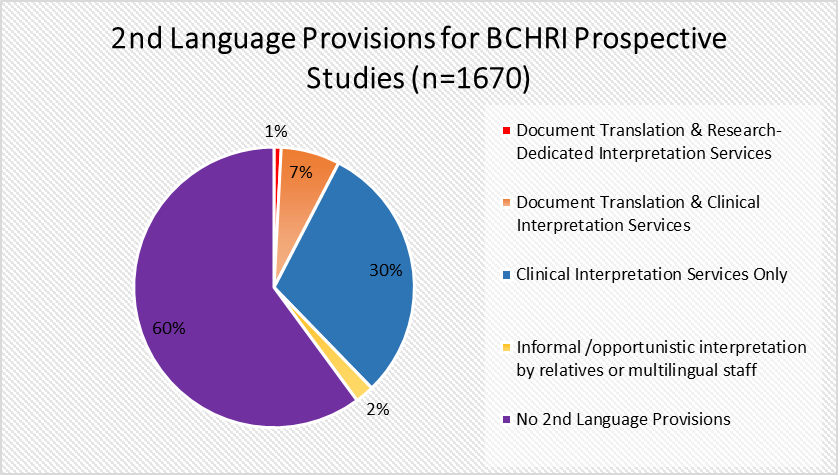 2nd Language Provisions for BCHRI Prospective
Studies (n=1670)
1%
7%
30%
60%
2%
Document Translation & Research-
Dedicated Interpretation Services
Document Translation & Clinical
Interpretation Services
Clinical Interpretation Services Only
Informal /opportunistic interpretation
by relatives or multilingual staff
No 2nd Language Provisions